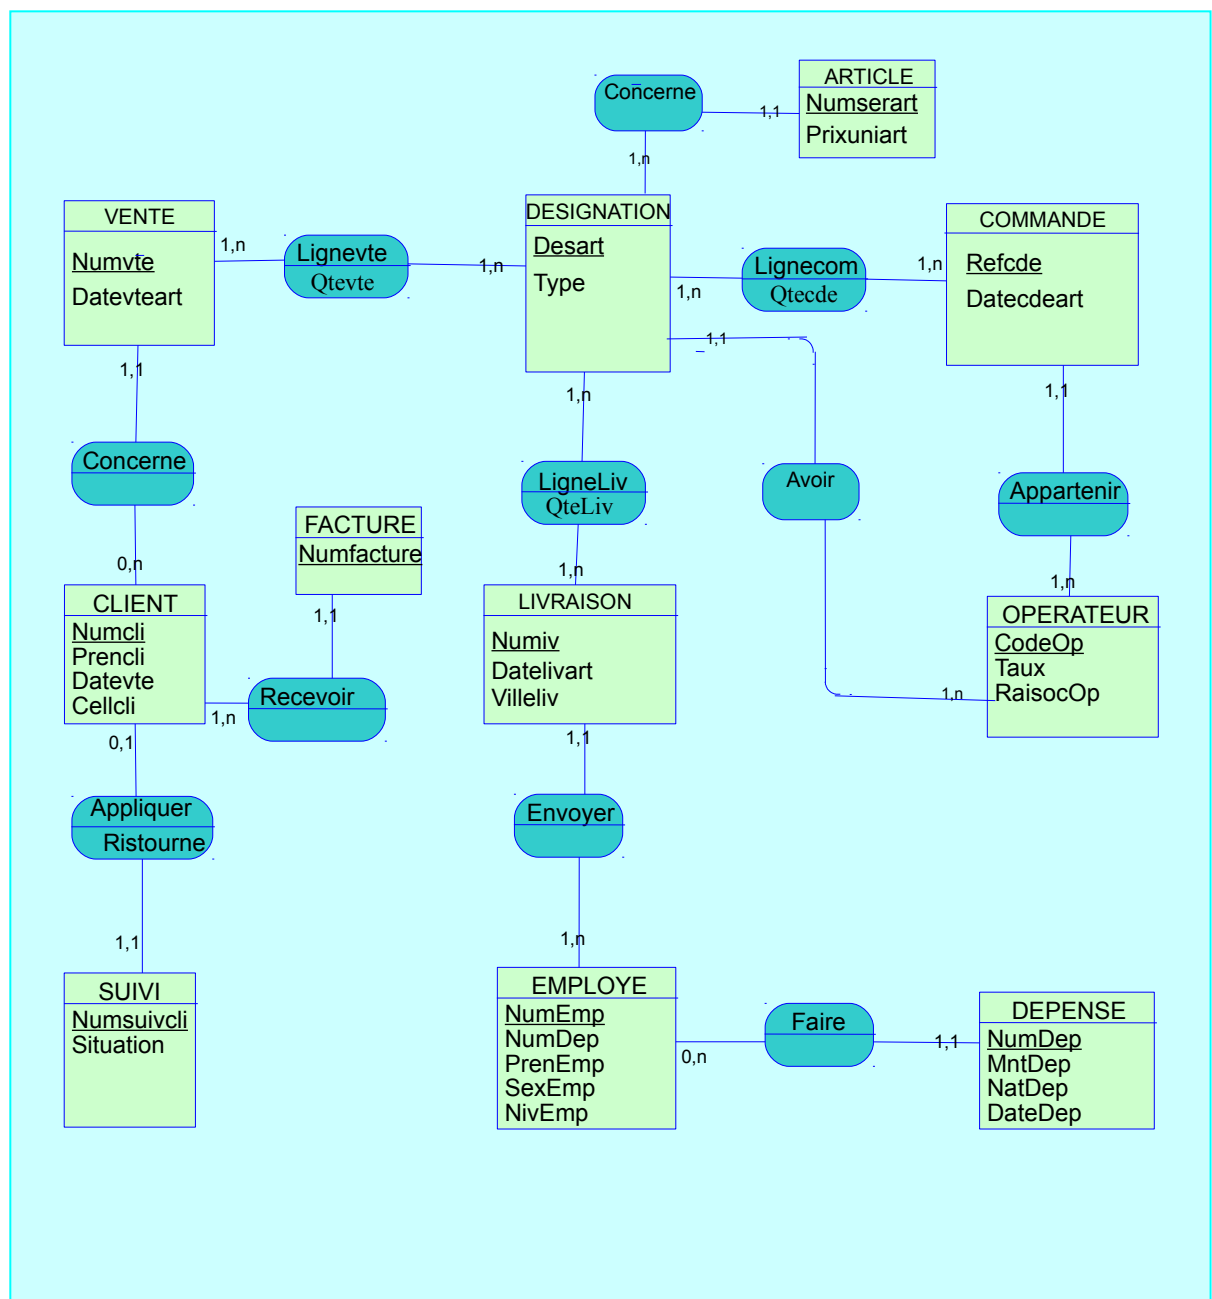 ARTICLE
Numserart
Prixuniart
Concerne
1,1
1,n
VENTE
Numvte
Datevteart
1,n
Lignevte
Qtevte
1,n
DESIGNATION
Desart
Type
1,n
Lignecom
Qtecde
1,n
COMMANDE
Refcde
Datecdeart
1,1
1,1
1,n
1,1
Concerne
LigneLiv
QteLiv
Avoir
Appartenir
0,n
FACTURE
Numfacture
1,1
1,n
1,n
CLIENT
Numcli
Prencli
Datevte
Cellcli
1,n
Recevoir
LIVRAISON
Numiv
Datelivart
Villeliv
1,n
OPERATEUR
CodeOp
Taux
RaisocOp
0,1
1,1
Appliquer
Ristourne
Envoyer
1,1
1,n
SUIVI
Numsuivcli
Situation
EMPLOYE
NumEmp
NumDep
PrenEmp
SexEmp
NivEmp
0,n
Faire
1,1
DEPENSE
NumDep
MntDep
NatDep
DateDep